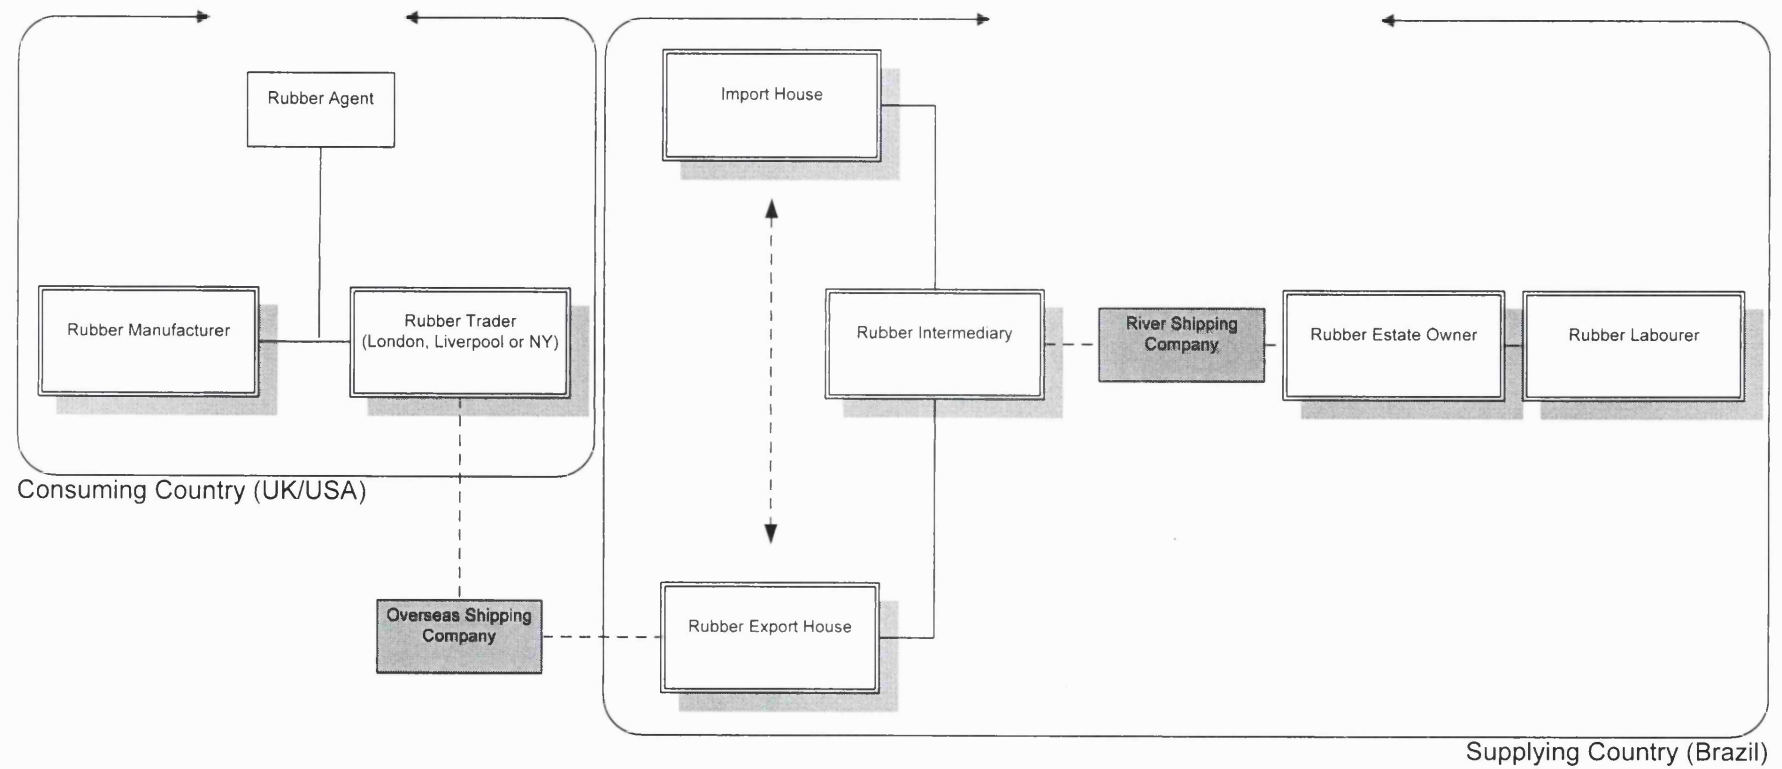 Rubber Agent
Import House
Rubber Manufacturer
Rubber Trader
(London, Liverpool or NY)
Rubber Intermediary
River Shipping
Company
Rubber Estate Owner
Rubber Labourer
Consuming Country (UK/USA)
Overseas Shipping
Company
Rubber Export House
Supplying Country (Brazil)